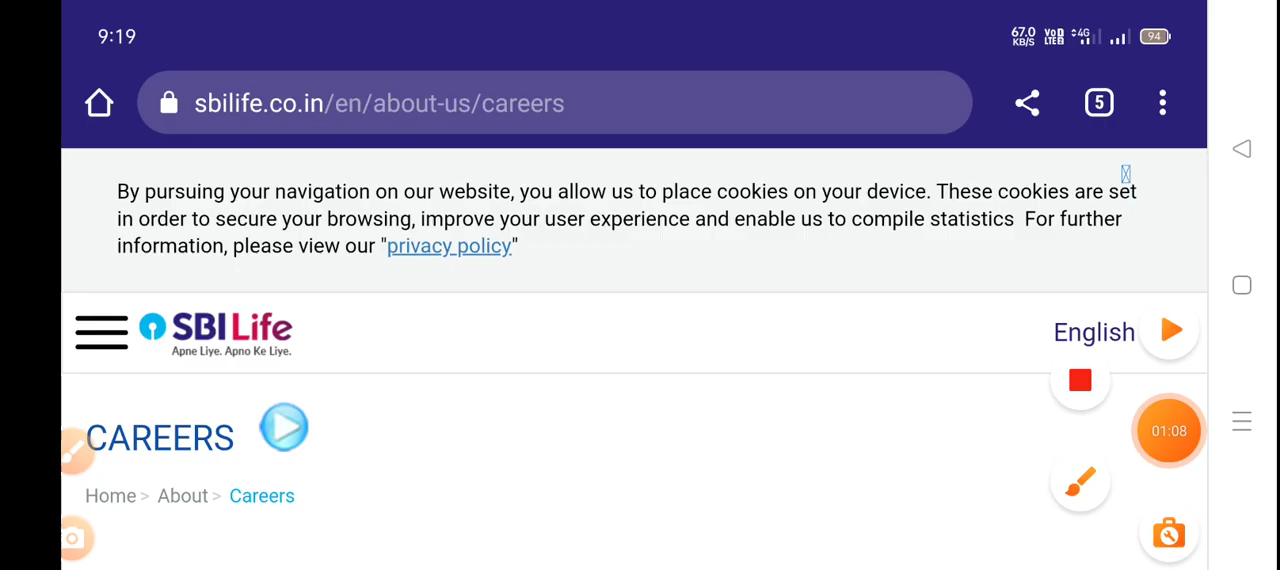 9:19
67.0
KB/S
VoD
LTE2
4G
94
sbilife.co.in/en/about-us/careers
5
By pursuing your navigation on our website, you allow us to place cookies on your device. These cookies are set
in order to secure your browsing, improve your user experience and enable us to compile statistics For further
information, please view our "privacy policy"
SBI Life
Apne Liye. Apno Ke Liye.
English
CAREERS
01:08
Home > About > Careers